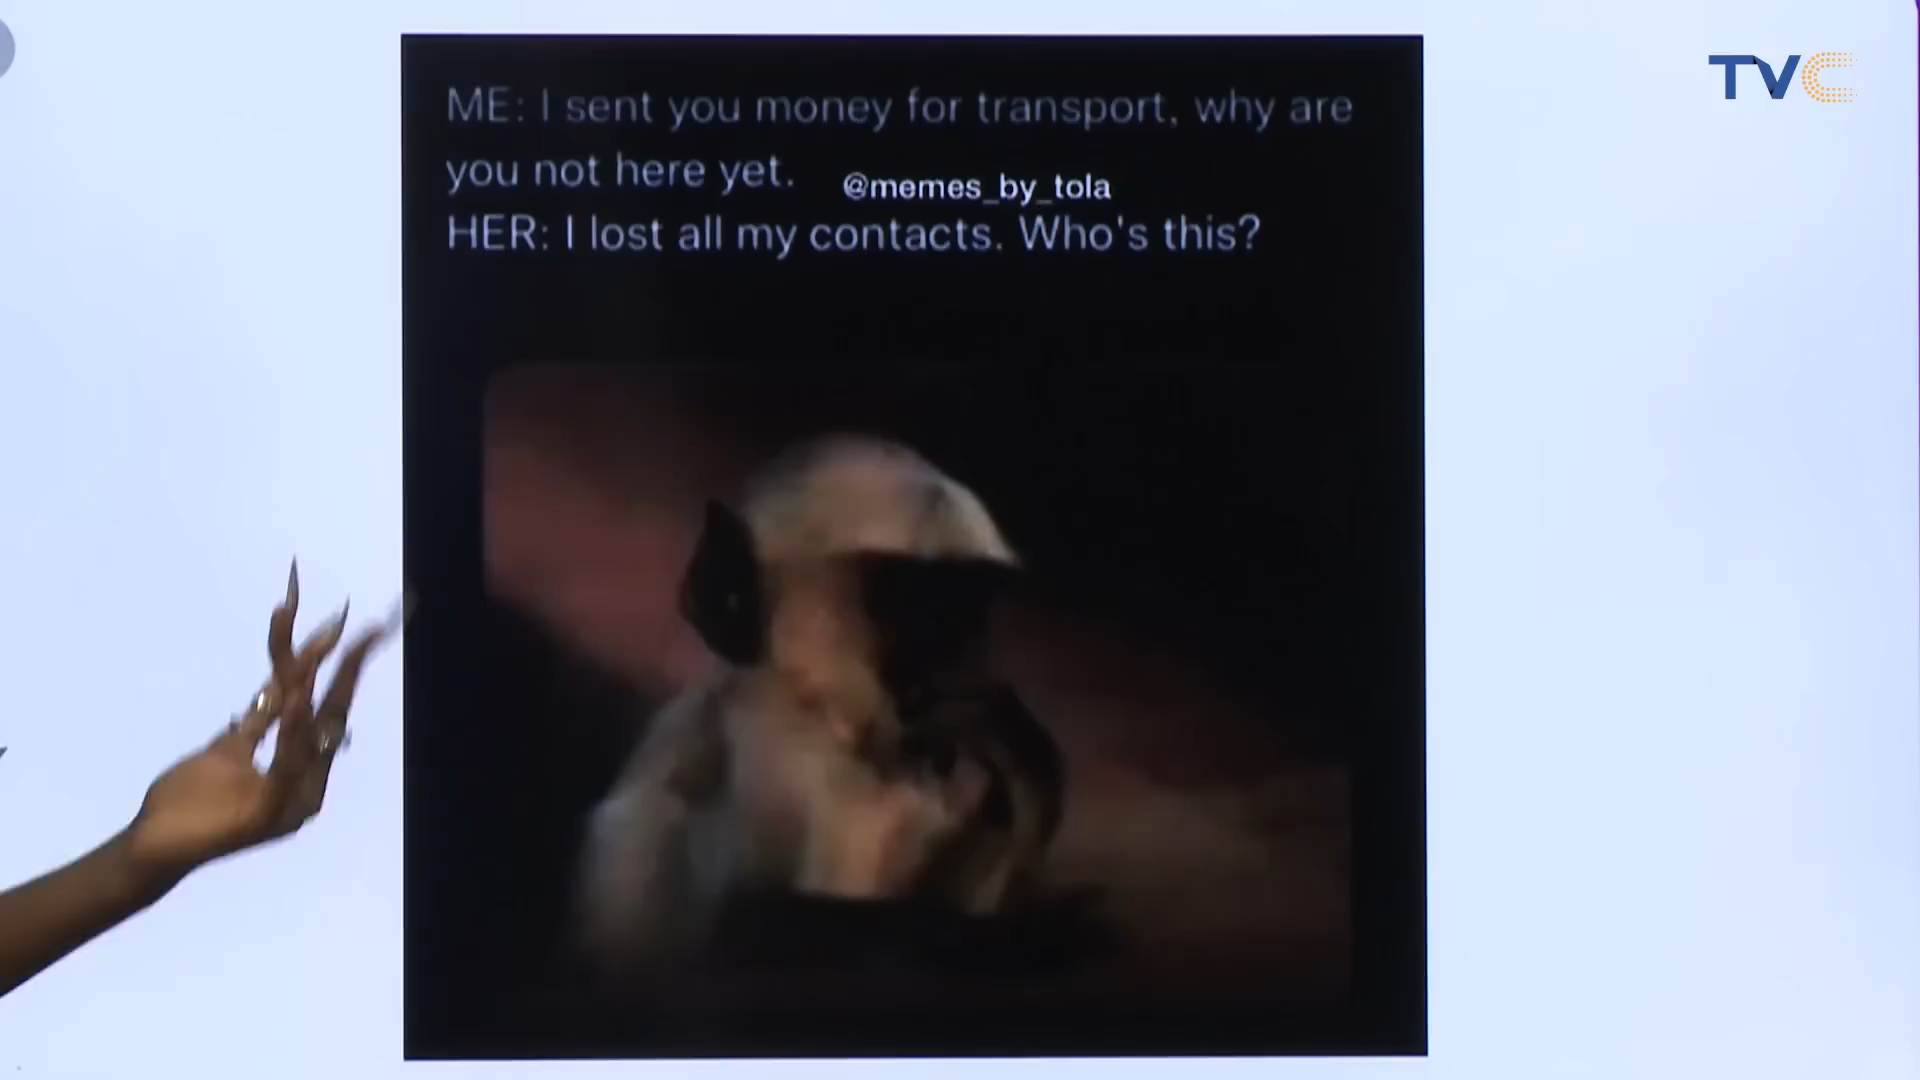 TVC
ME: I sent you money for transport, why are
you not here yet.
@memes_by_tola
HER: I lost all my contacts. Who's this?